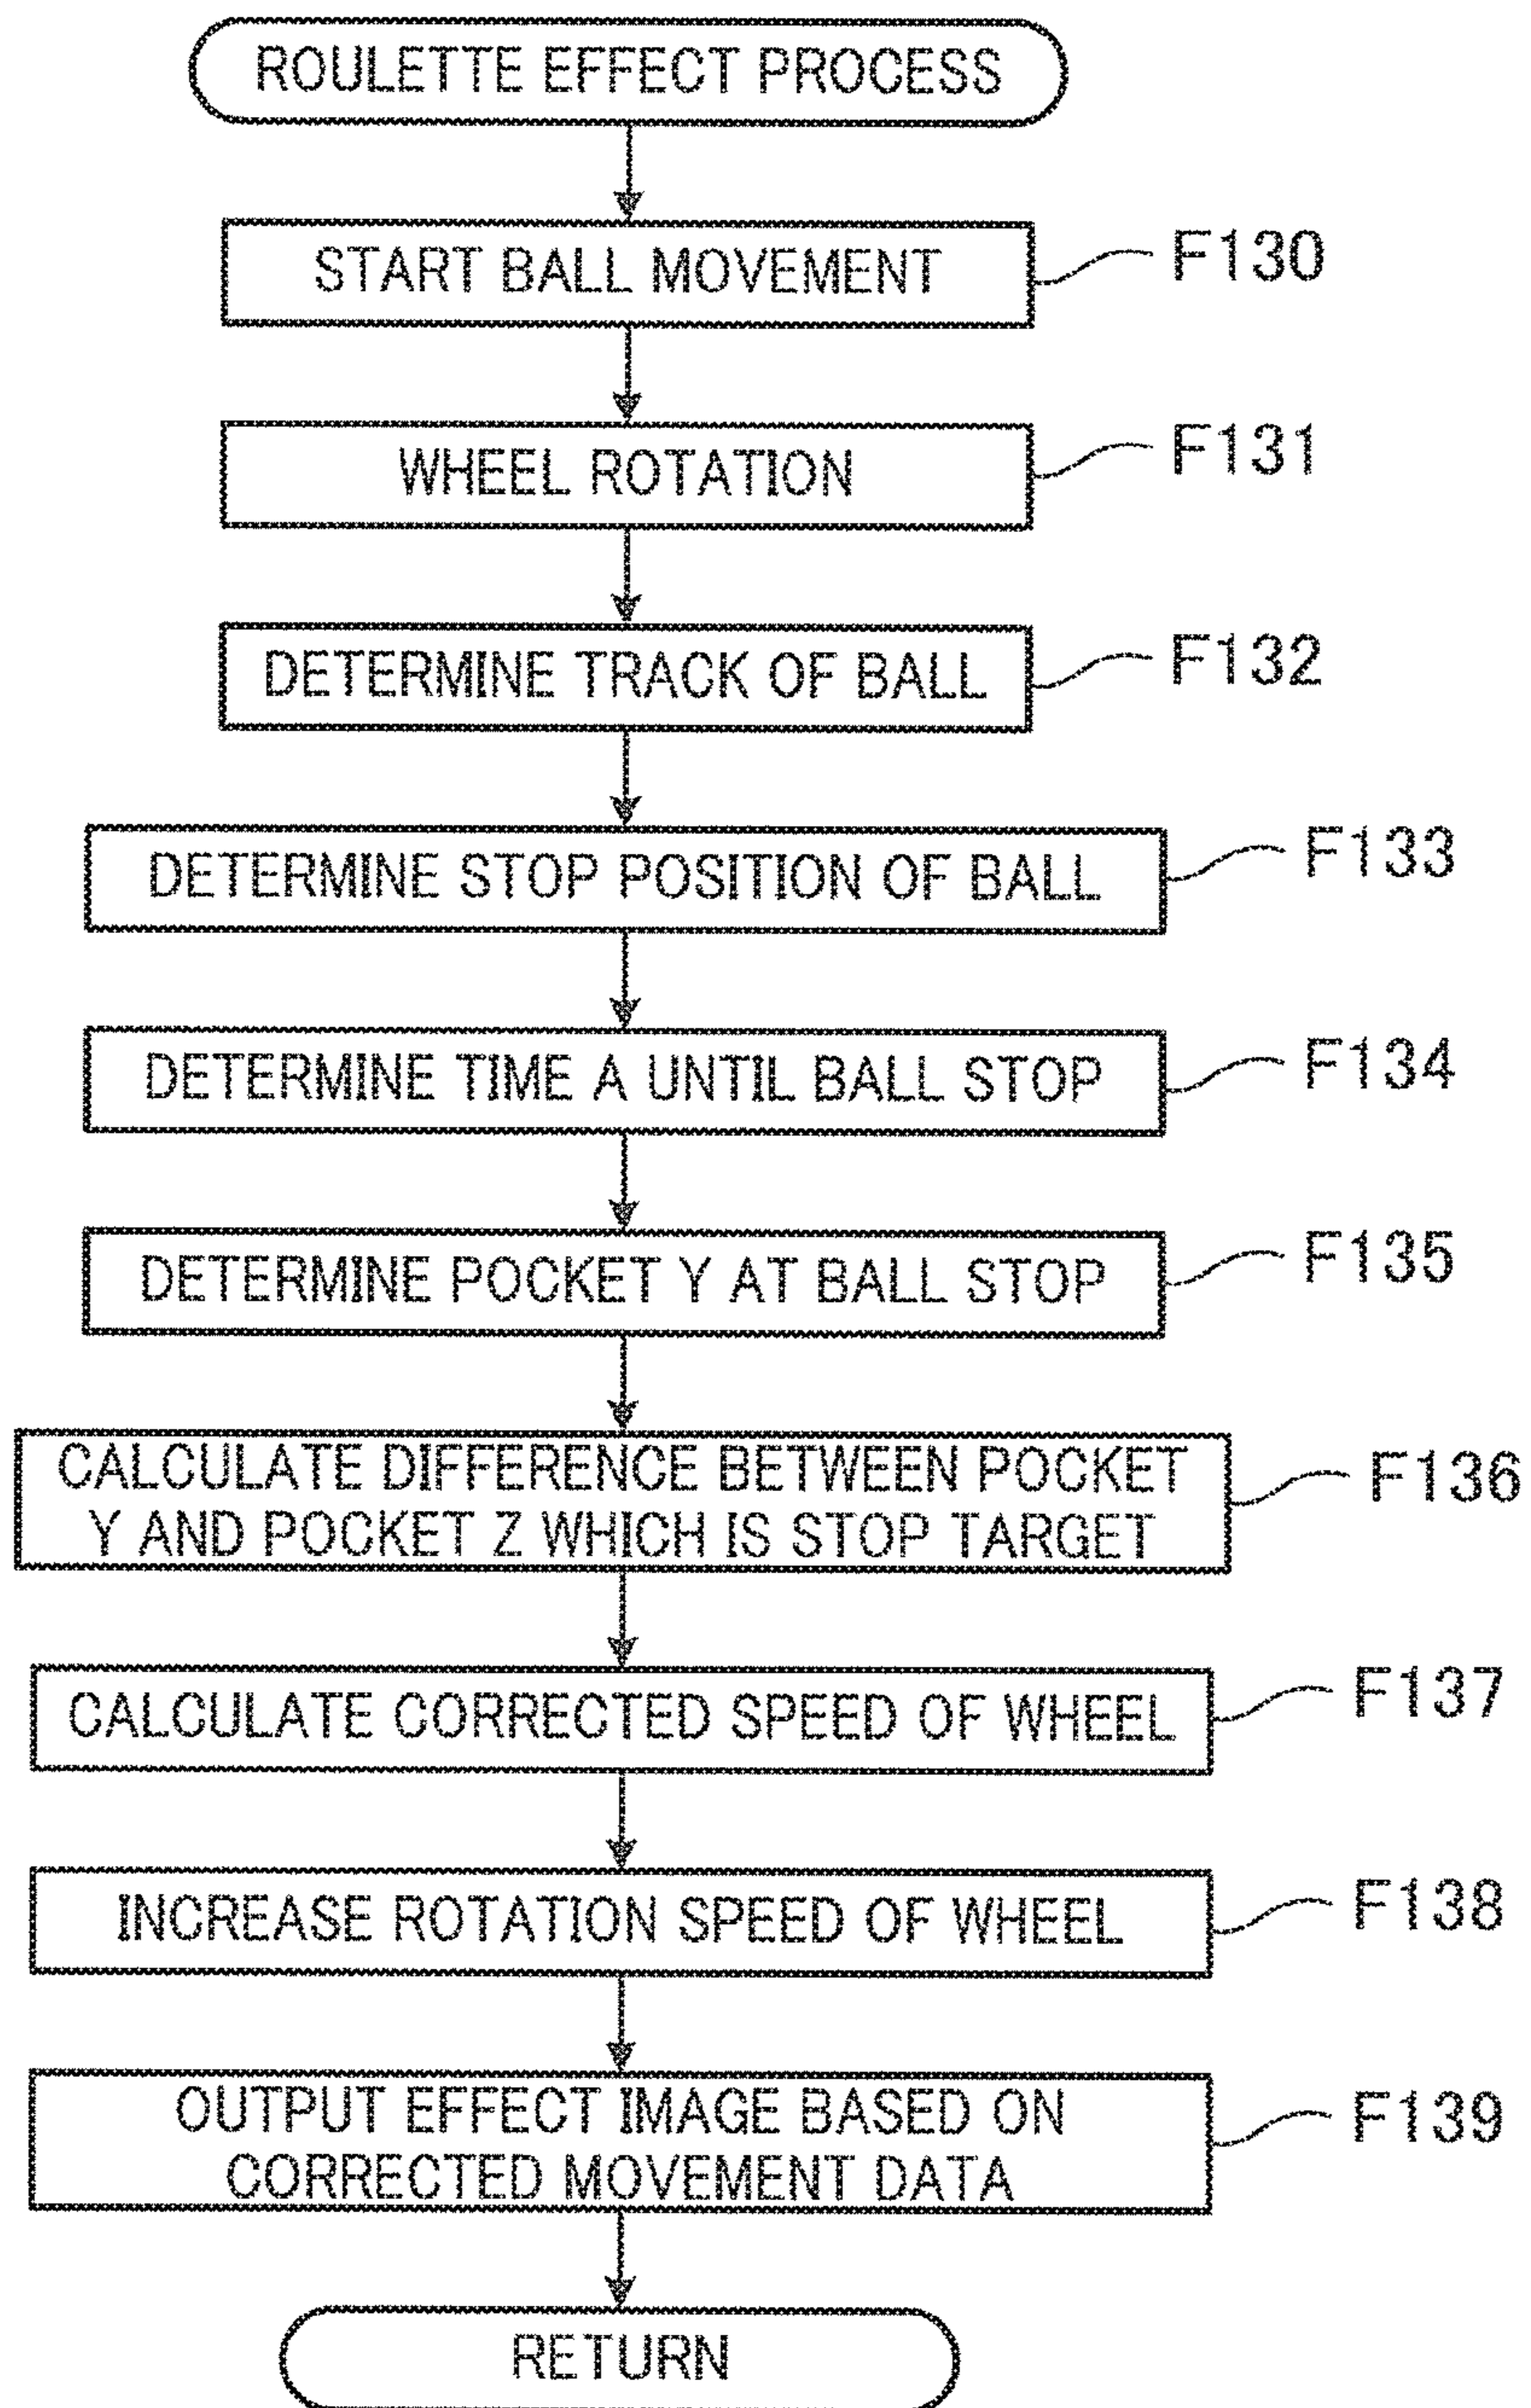 ROULETTE EFFECT PROCESS
START BALL MOVEMENT
F130
WHEEL ROTATION
F131
DETERMINE TRACK OF BALL
F132
DETERMINE STOP POSITION OF BALL
F133
DETERMINE TIME A UNTIL BALL STOP
F134
DETERMINE POCKET Y AT BALL STOP
F135
CALCULATE DIFFERENCE BETWEEN POCKET
Y AND POCKET Z WHICH IS STOP TARGET
F136
CALCULATE CORRECTED SPEED OF WHEEL
F137
INCREASE ROTATION SPEED OF WHEEL
F138
OUTPUT EFFECT IMAGE BASED ON
CORRECTED MOVEMENT DATA
F139
RETURN